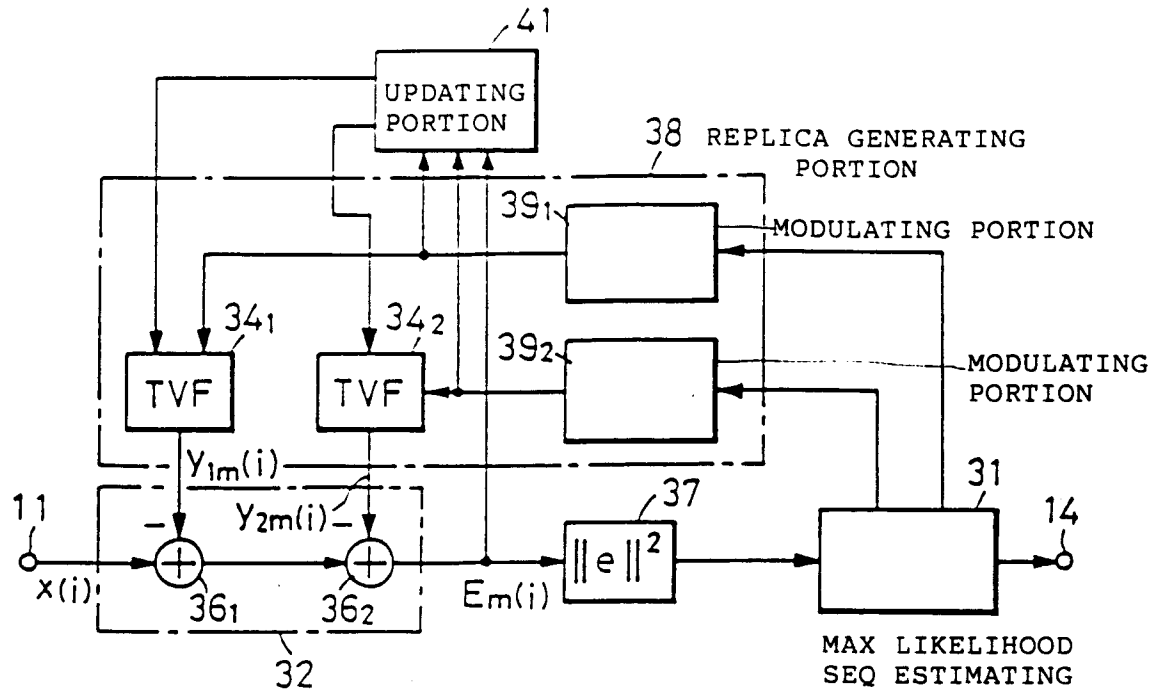 41
UPDATING
PORTION
38
REPLICA GENERATING
PORTION
39₁
MODULATING PORTION
34₁
34₂
39₂
MODULATING
PORTION
TVF
TVF
Y₁ₘ(i)
Y₂ₘ(i)
31
11
−
−
37
14
+
+
||e||²
X(i)
36₁
36₂
Eₘ(i)
32
MAX LIKELIHOOD
SEQ ESTIMATING